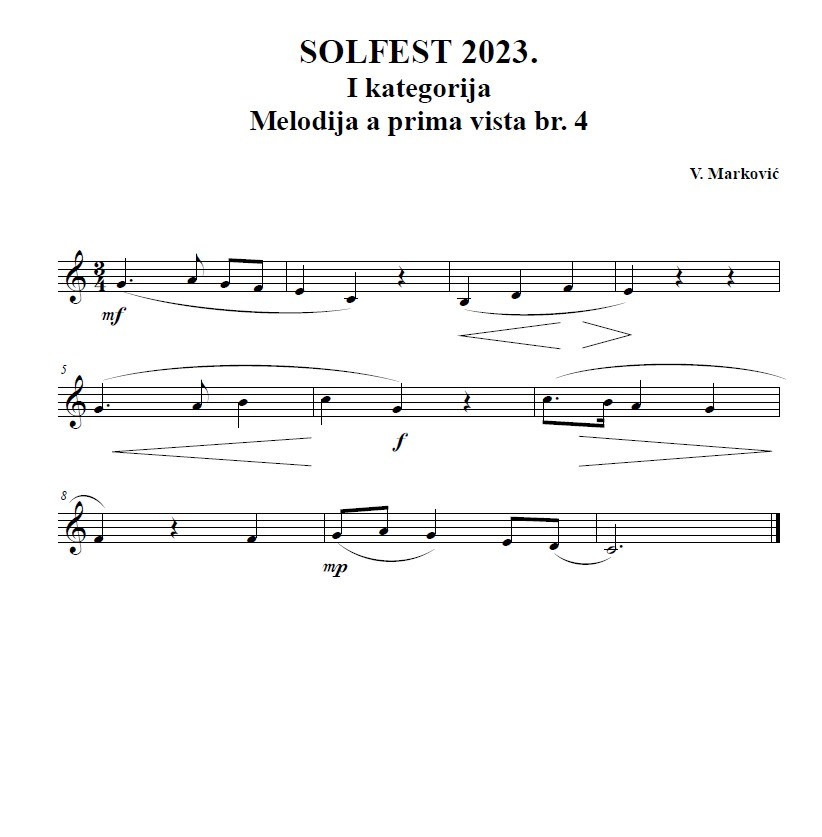 SOLFEST 2023.
I kategorija
Melodija a prima vista br. 4
V. Marković
3
4
mf
5
f
8
mp